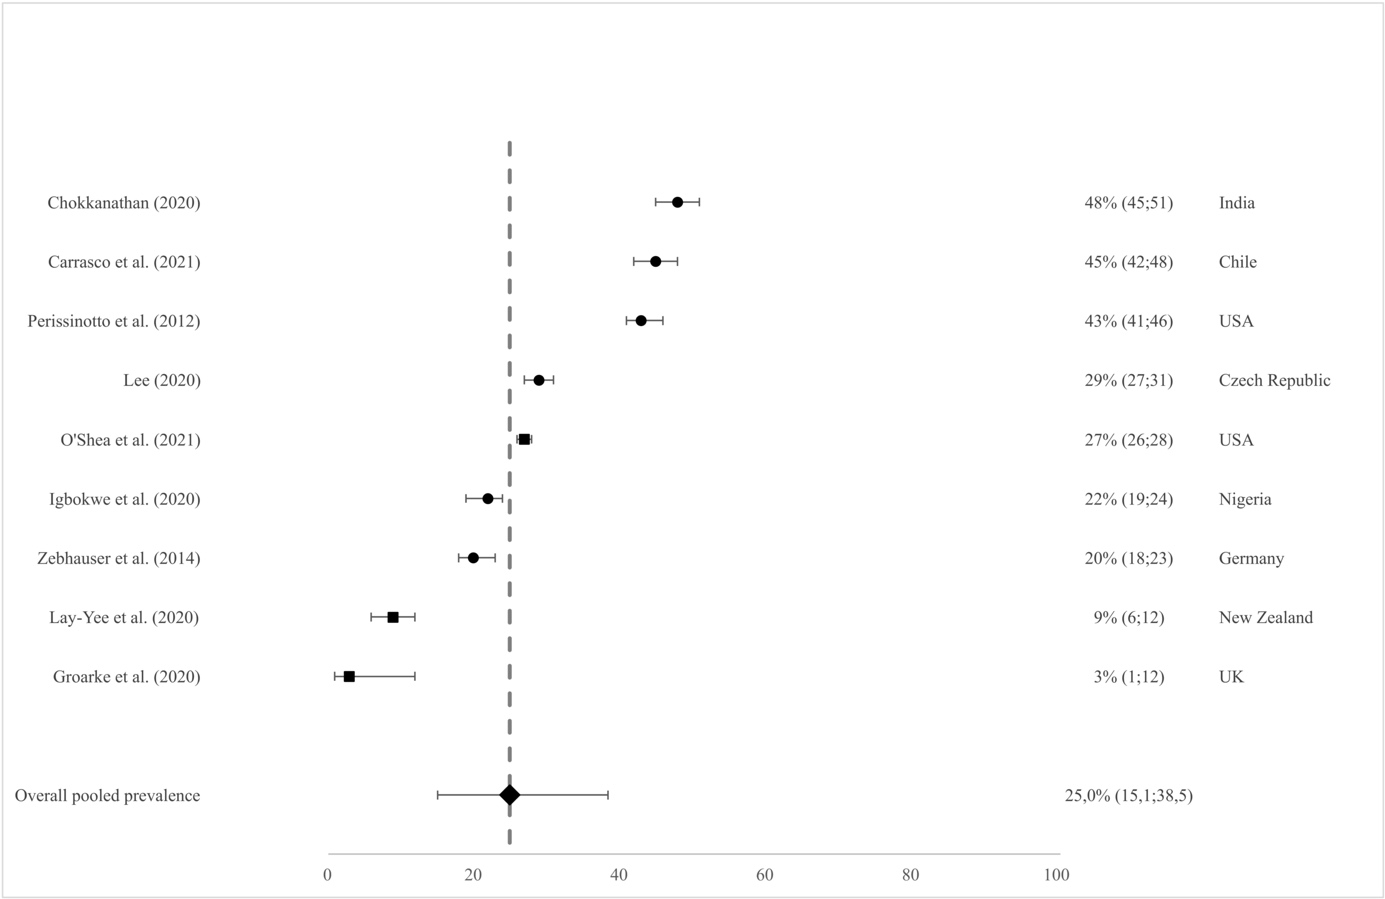 Chokkanathan (2020) 48% (45;51) India
Carrasco et al. (2021) 45% (42;48) Chile
Perissinotto et al. (2012) 43% (41;46) USA
Lee (2020) 29% (27;31) Czech Republic
O'Shea et al. (2021) 27% (26;28) USA
Igbokwe et al. (2020) 22% (19;24) Nigeria
Zebhauser et al. (2014) 20% (18;23) Germany
Lay-Yee et al. (2020) 9% (6;12) New Zealand
Groarke et al. (2020) 3% (1;12) UK
Overall pooled prevalence 25,0% (15,1;38,5)
0 20 40 60 80 100